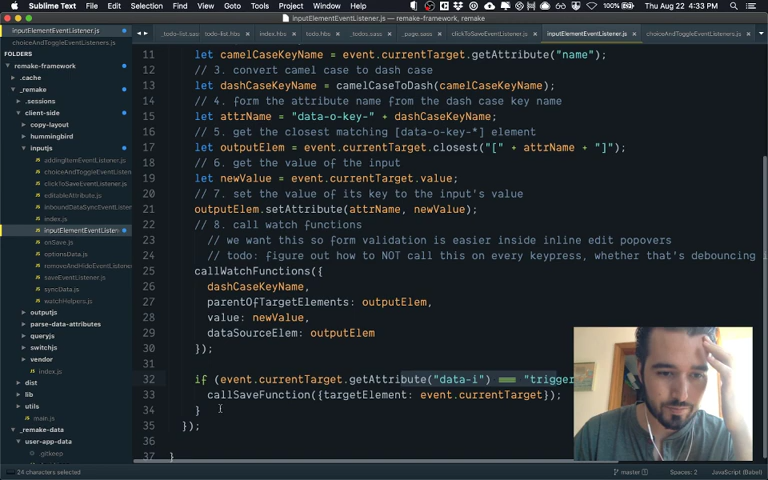 Sublime Text File Edit Selection Find View Goto Tools Project Window Help 100% Thu Aug 22 4:33 PM
inputElementEventListener.js — remake-framework, remake
inputElementEventListener.js
choiceAndToggleEventListeners.js
FOLDERS
remake-framework
.cache
_remake
.sessions
client-side
copy-layout
hummingbird
inputjs
addingItemEventListener.js
choiceAndToggleEventListener
clickToSaveEventListener.js
editableAttribute.js
inboundDataSyncEventListener
index.js
inputElementEventListener
onSave.js
optionsData.js
removeAndHideEventListener
saveEventListener.js
syncData.js
watchHelpers.js
outputjs
parse-data-attributes
queryjs
switchjs
vendor
index.js
dist
lib
utils
main.js
_remake-data
user-app-data
.gitkeep
_todo-list.sass todo-list.hbs index.hbs todo.hbs _todos.sass _page.sass clickToSaveEventListener.js inputElementEventListener.js choiceAndToggleEventListeners.js
11 let camelCaseKeyName = event.currentTarget.getAttribute("name");
12 // 3. convert camel case to dash case
13 let dashCaseKeyName = camelCaseToDash(camelCaseKeyName);
14 // 4. form the attribute name from the dash case key name
15 let attrName = "data-o-key-" + dashCaseKeyName;
16 // 5. get the closest matching [data-o-key-*] element
17 let outputElem = event.currentTarget.closest("[" + attrName + "]");
18 // 6. get the value of the input
19 let newValue = event.currentTarget.value;
20 // 7. set the value of its key to the input's value
21 outputElem.setAttribute(attrName, newValue);
22 // 8. call watch functions
23 // we want this so form validation is easier inside inline edit popovers
24 // todo: figure out how to NOT call this on every keypress, whether that's debouncing
25 callWatchFunctions({
26 dashCaseKeyName,
27 parentOfTargetElements: outputElem,
28 value: newValue,
29 dataSourceElem: outputElem
30 });
31
32 if (event.currentTarget.getAttribute("data-i") === "trigger
33 callSaveFunction({targetElement: event.currentTarget});
34 }
35 });
36
37 }
24 characters selected master Spaces: 2 JavaScript (Babel)